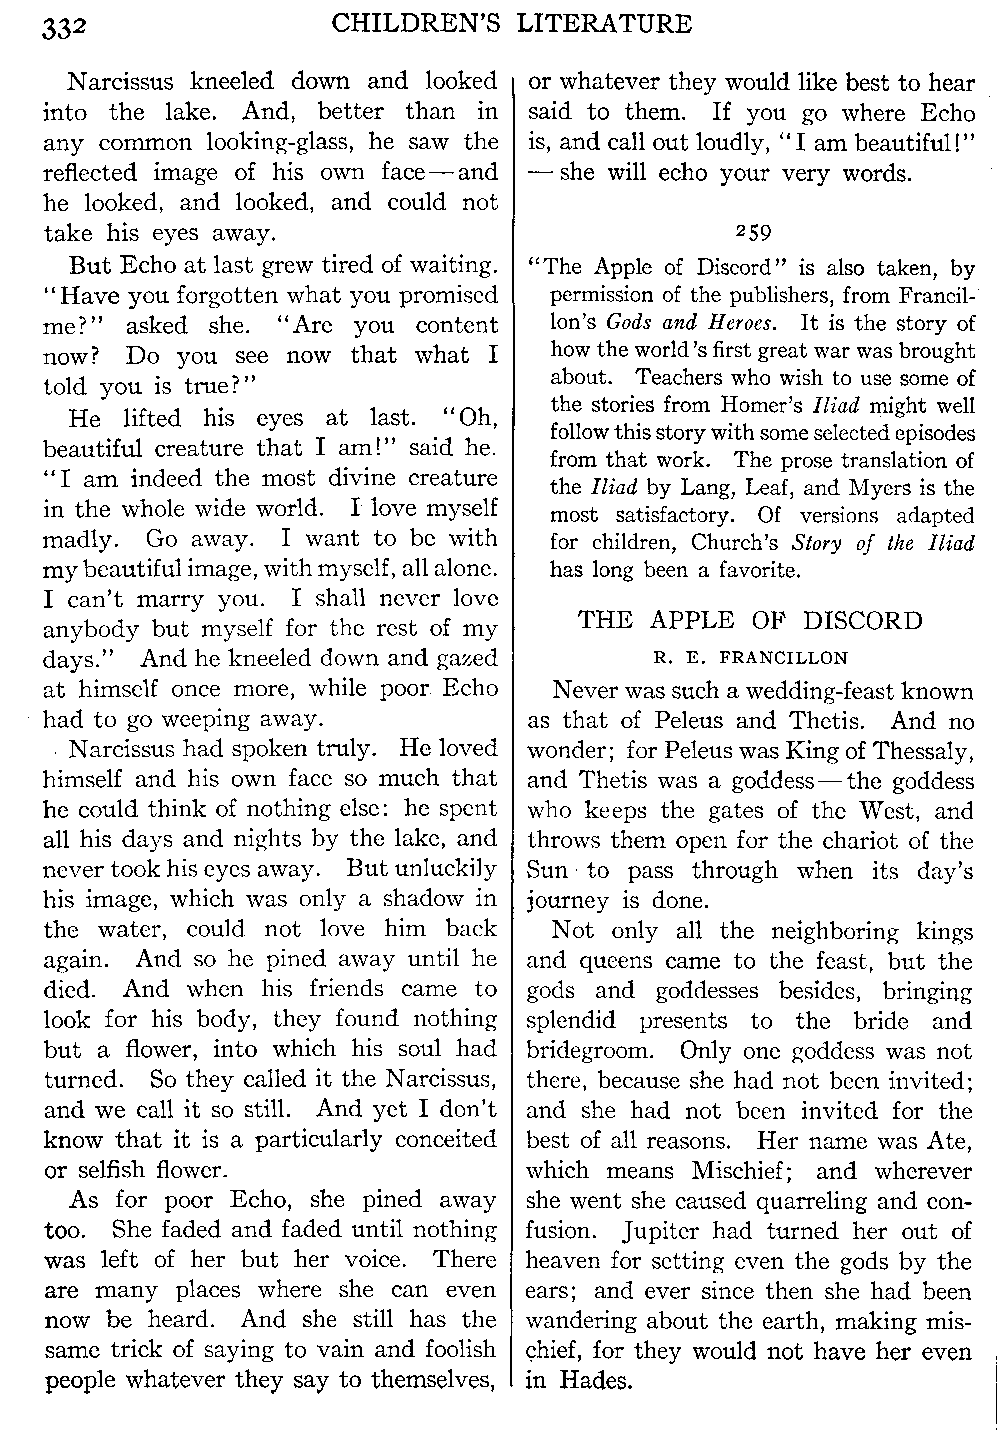 332
CHILDREN'S LITERATURE
Narcissus kneeled down and looked
into the lake. And, better than in
any common looking-glass, he saw the
reflected image of his own face—and
he looked, and looked, and could not
take his eyes away.
But Echo at last grew tired of waiting.
"Have you forgotten what you promised
me?" asked she. "Are you content
now? Do you see now that what I
told you is true?"
He lifted his eyes at last. "Oh,
beautiful creature that I am!" said he.
"I am indeed the most divine creature
in the whole wide world. I love myself
madly. Go away. I want to be with
my beautiful image, with myself, all alone.
I can't marry you. I shall never love
anybody but myself for the rest of my
days." And he kneeled down and gazed
at himself once more, while poor Echo
had to go weeping away.
Narcissus had spoken truly. He loved
himself and his own face so much that
he could think of nothing else: he spent
all his days and nights by the lake, and
never took his eyes away. But unluckily
his image, which was only a shadow in
the water, could not love him back
again. And so he pined away until he
died. And when his friends came to
look for his body, they found nothing
but a flower, into which his soul had
turned. So they called it the Narcissus,
and we call it so still. And yet I don't
know that it is a particularly conceited
or selfish flower.
As for poor Echo, she pined away
too. She faded and faded until nothing
was left of her but her voice. There
are many places where she can even
now be heard. And she still has the
same trick of saying to vain and foolish
people whatever they say to themselves,
or whatever they would like best to hear
said to them. If you go where Echo
is, and call out loudly, "I am beautiful!"
— she will echo your very words.
259
"The Apple of Discord" is also taken, by
permission of the publishers, from Francil-
lon's Gods and Heroes. It is the story of
how the world's first great war was brought
about. Teachers who wish to use some of
the stories from Homer's Iliad might well
follow this story with some selected episodes
from that work. The prose translation of
the Iliad by Lang, Leaf, and Myers is the
most satisfactory. Of versions adapted
for children, Church's Story of the Iliad
has long been a favorite.
THE APPLE OF DISCORD
R. E. FRANCILLON
Never was such a wedding-feast known
as that of Peleus and Thetis. And no
wonder; for Peleus was King of Thessaly,
and Thetis was a goddess—the goddess
who keeps the gates of the West, and
throws them open for the chariot of the
Sun to pass through when its day's
journey is done.
Not only all the neighboring kings
and queens came to the feast, but the
gods and goddesses besides, bringing
splendid presents to the bride and
bridegroom. Only one goddess was not
there, because she had not been invited;
and she had not been invited for the
best of all reasons. Her name was Ate,
which means Mischief; and wherever
she went she caused quarreling and con-
fusion. Jupiter had turned her out of
heaven for setting even the gods by the
ears; and ever since then she had been
wandering about the earth, making mis-
chief, for they would not have her even
in Hades.